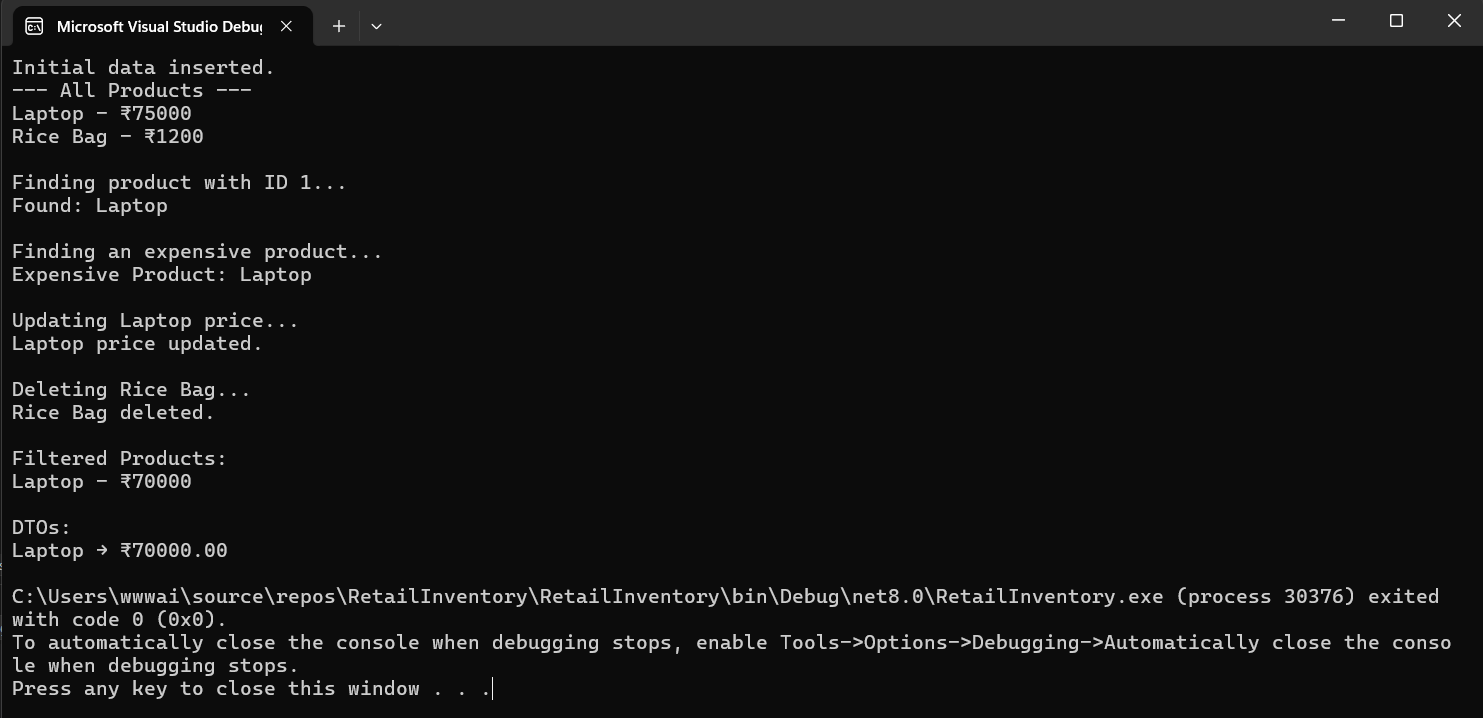 Microsoft Visual Studio Debu
Initial data inserted.
--- All Products ---
Laptop - ₹75000
Rice Bag - ₹1200
Finding product with ID 1...
Found: Laptop
Finding an expensive product...
Expensive Product: Laptop
Updating Laptop price...
Laptop price updated.
Deleting Rice Bag...
Rice Bag deleted.
Filtered Products:
Laptop - ₹70000
DTOs:
Laptop → ₹70000.00
C:\Users\wwwai\source\repos\RetailInventory\RetailInventory\bin\Debug\net8.0\RetailInventory.exe (process 30376) exited
with code 0 (0x0).
To automatically close the console when debugging stops, enable Tools->Options->Debugging->Automatically close the conso
le when debugging stops.
Press any key to close this window . . .